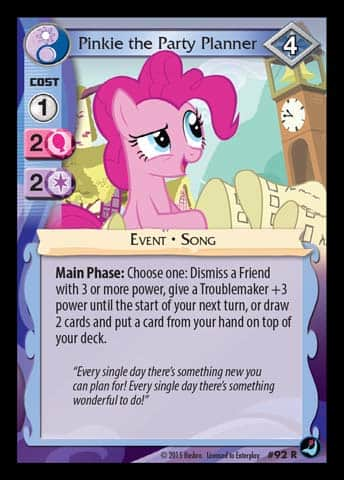 Pinkie the Party Planner
4
COST
1
2
2
EVENT • SONG
Main Phase: Choose one: Dismiss a Friend
with 3 or more power, give a Troublemaker +3
power until the start of your next turn, or draw
2 cards and put a card from your hand on top of
your deck.
"Every single day there's something new you
can plan for! Every single day there's something
wonderful to do!"
© 2015 Hasbro. Licensed to Enterplay. #92 R